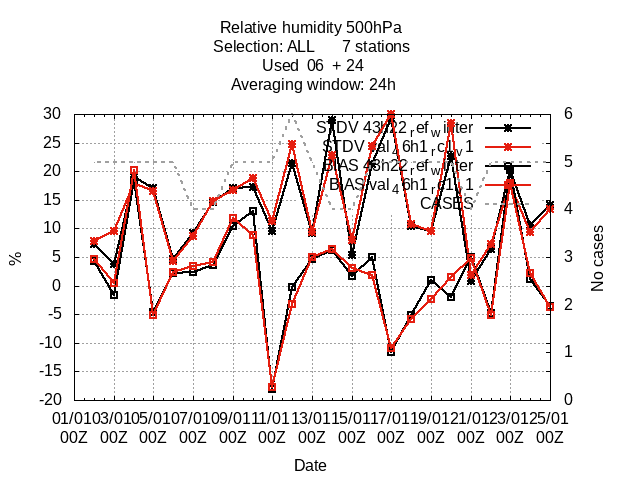 Relative humidity 500hPa
Selection: ALL 7 stations
Used 06 + 24
Averaging window: 24h
STDV 43h22_ref_winter
STDV val_46h1_rc1_v1
BIAS 43h22_ref_winter
BIAS val_46h1_rc1_v1
CASES
30
25
20
15
10
5
0
-5
-10
-15
-20
%
6
5
4
3
2
1
0
No cases
01/01 03/01 05/01 07/01 09/01 11/01 13/01 15/01 17/01 19/01 21/01 23/01 25/01
00Z 00Z 00Z 00Z 00Z 00Z 00Z 00Z 00Z 00Z 00Z 00Z 00Z
Date